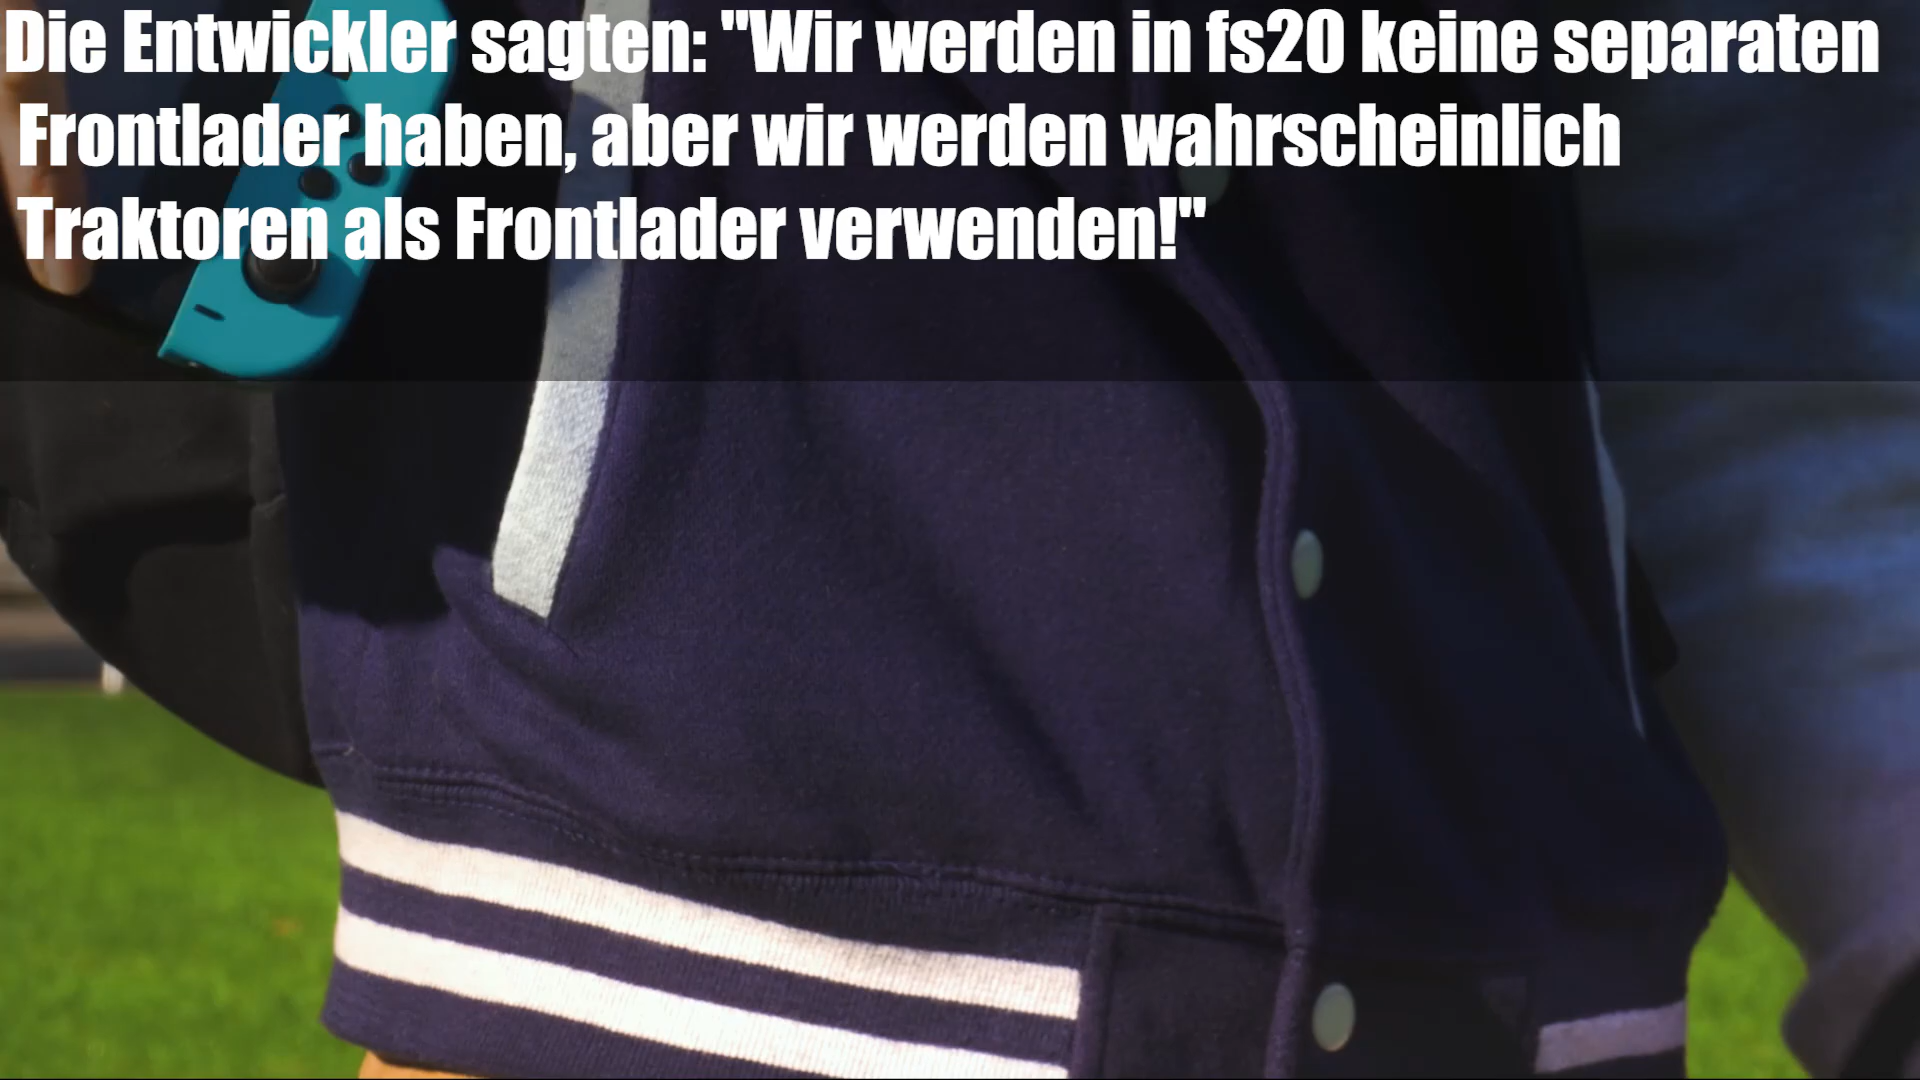 Die Entwickler sagten: "Wir werden in fs20 keine separaten
Frontlader haben, aber wir werden wahrscheinlich
Traktoren als Frontlader verwenden!"